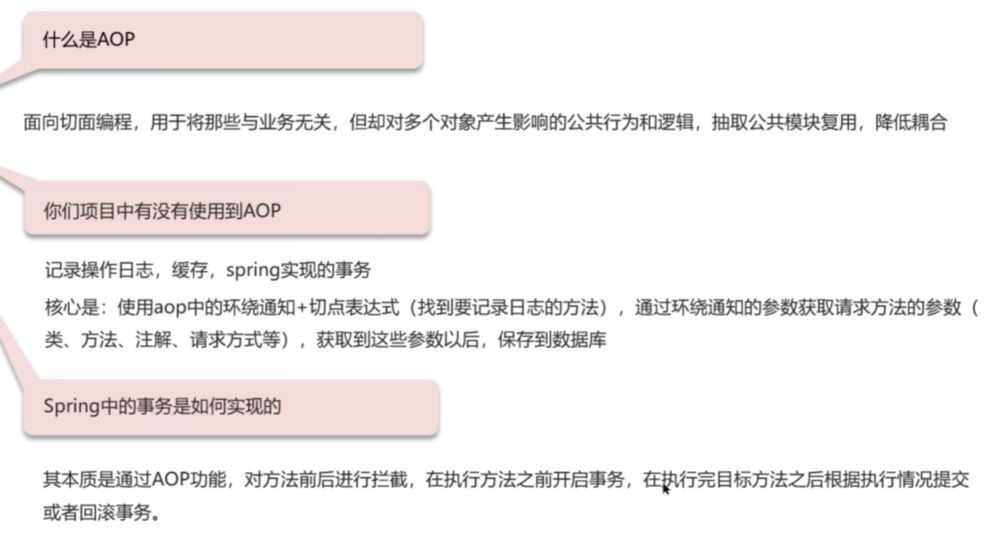 什么是AOP
面向切面编程，用于将那些与业务无关，但却对多个对象产生影响的公共行为和逻辑，抽取公共模块复用，降低耦合
你们项目中有没有使用到AOP
记录操作日志，缓存，spring实现的事务
核心是：使用aop中的环绕通知+切点表达式（找到要记录日志的方法），通过环绕通知的参数获取请求方法的参数（
类、方法、注解、请求方式等），获取到这些参数以后，保存到数据库
Spring中的事务是如何实现的
其本质是通过AOP功能，对方法前后进行拦截，在执行方法之前开启事务，在执行完目标方法之后根据执行情况提交
或者回滚事务。